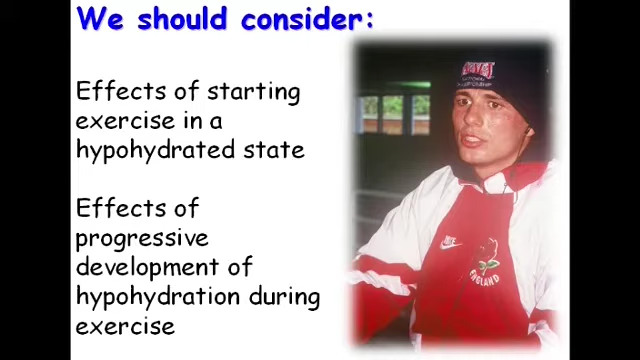 We should consider:
Effects of starting
exercise in a
hypohydrated state
Effects of
progressive
development of
hypohydration during
exercise
ENGLAND